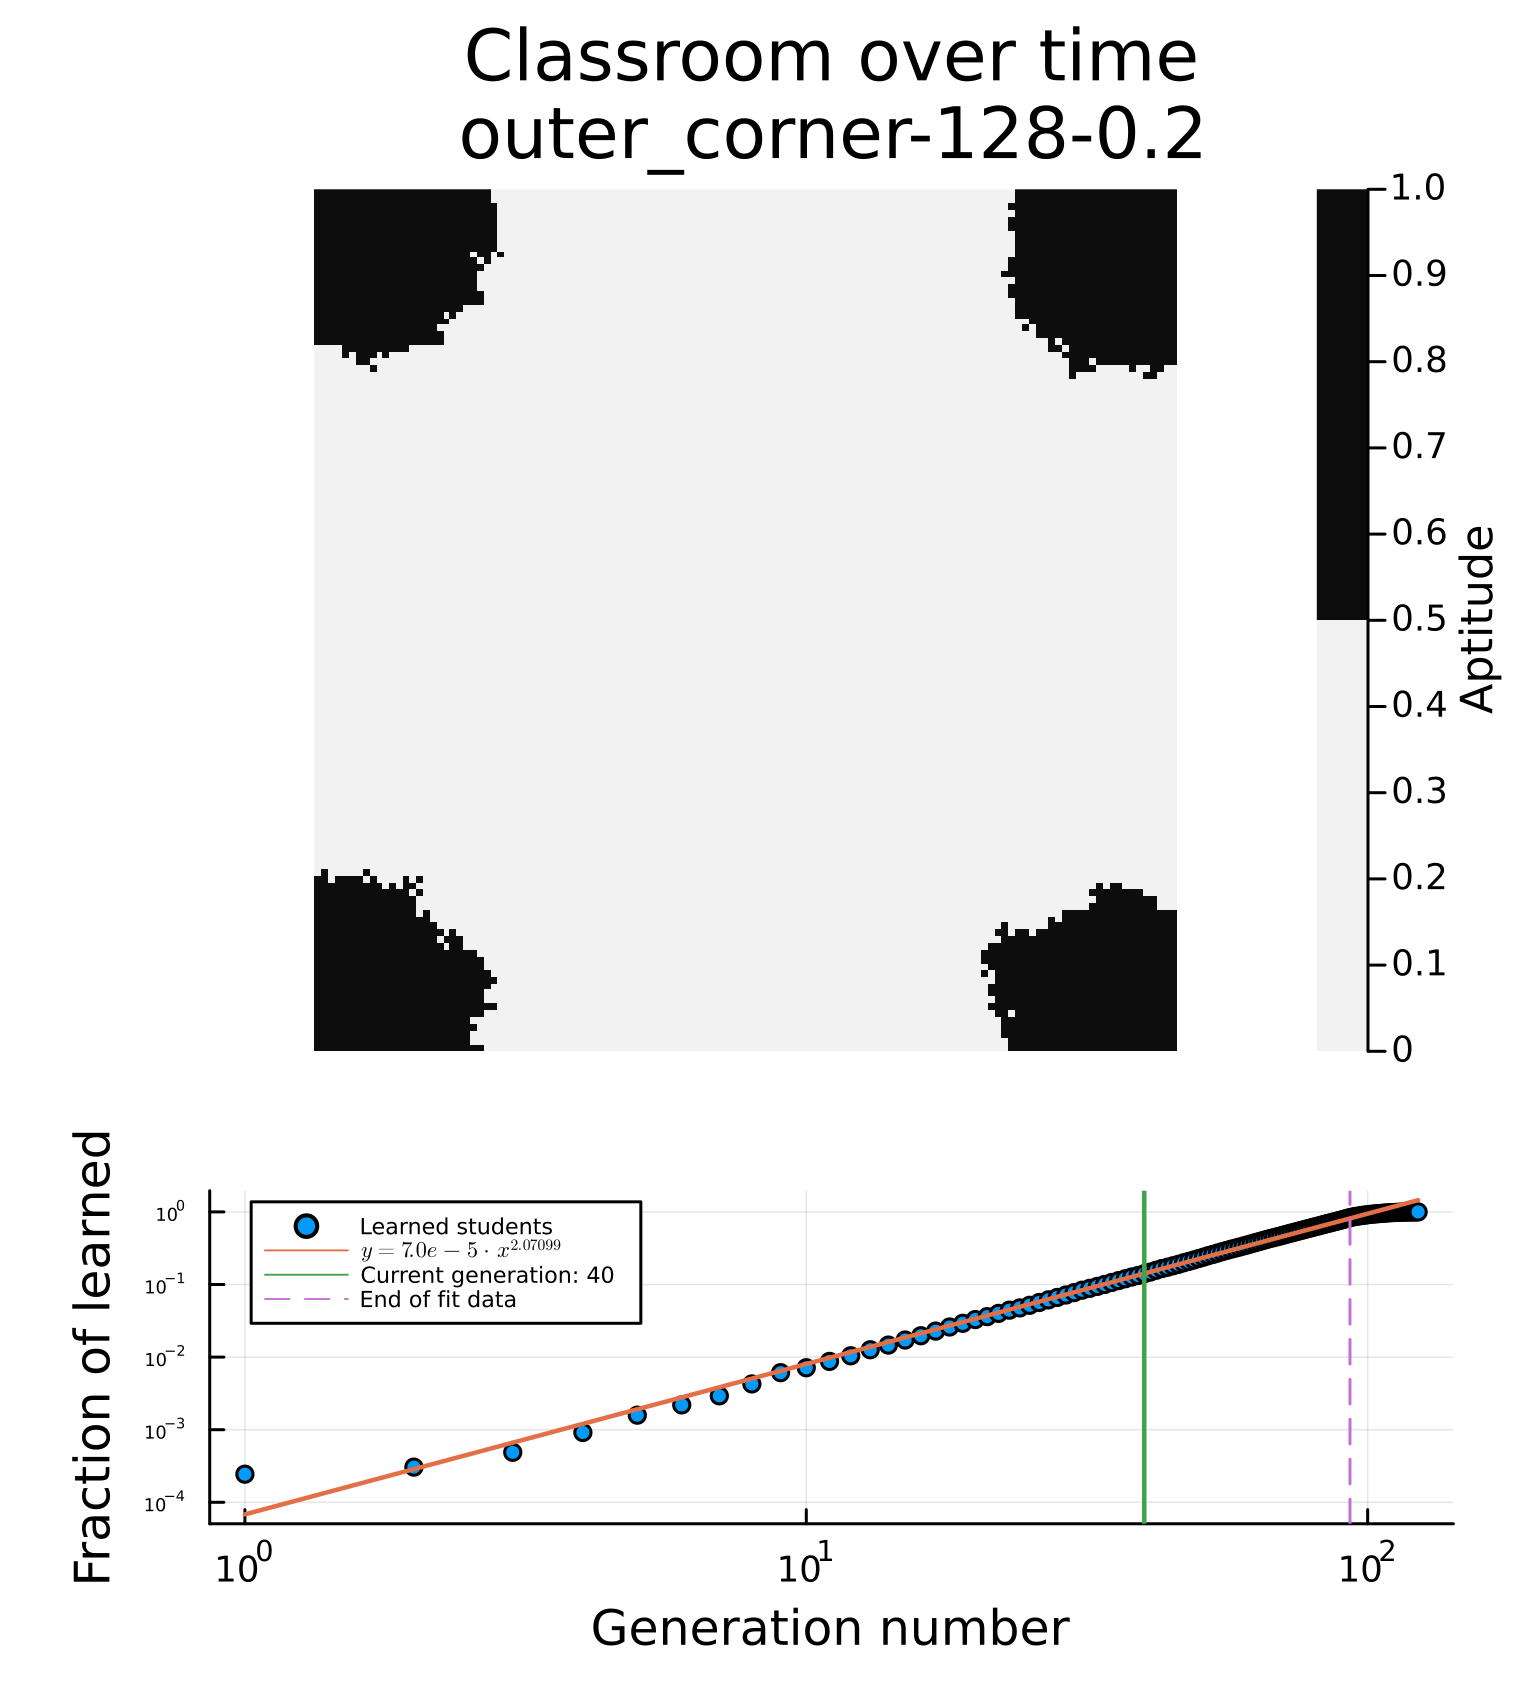 Classroom over time
outer_corner-128-0.2
1.0
0.9
0.8
0.7
0.6
0.5
0.4
0.3
0.2
0.1
0
Aptitude
Fraction of learned
10⁰
10⁻¹
10⁻²
10⁻³
10⁻⁴
Learned students
y = 7.0e − 5 · x^2.07099
Current generation: 40
End of fit data
10⁰ 10¹ 10²
Generation number